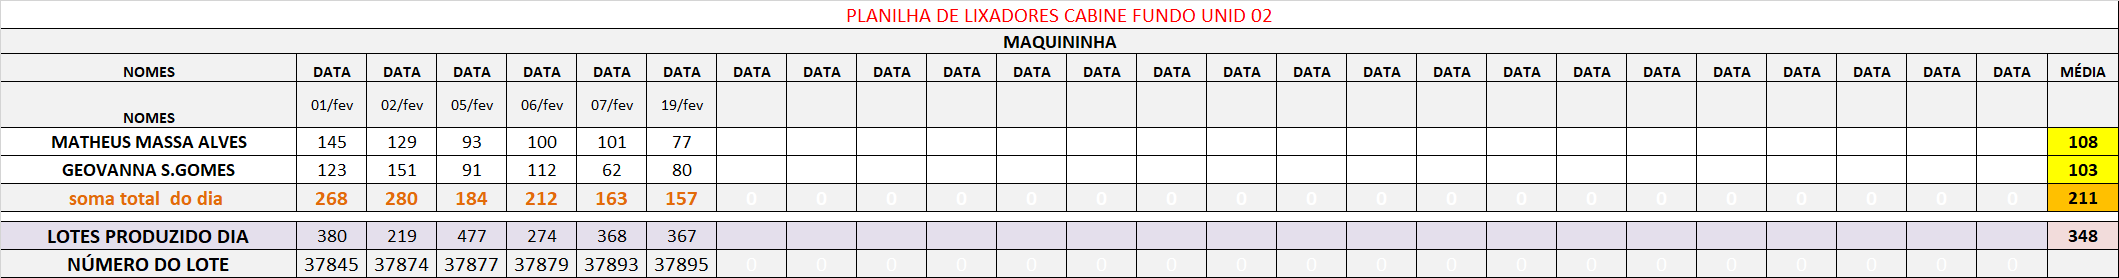 PLANILHA DE LIXADORES CABINE FUNDO UNID 02
MAQUININHA
NOMES DATA DATA DATA DATA DATA DATA DATA DATA DATA DATA DATA DATA DATA DATA DATA DATA DATA DATA DATA DATA DATA DATA DATA DATA DATA MÉDIA
NOMES 01/fev 02/fev 05/fev 06/fev 07/fev 19/fev
MATHEUS MASSA ALVES 145 129 93 100 101 77 108
GEOVANNA S.GOMES 123 151 91 112 62 80 103
soma total do dia 268 280 184 212 163 157 0 0 0 0 0 0 0 0 0 0 0 0 0 0 0 0 0 0 0 211
LOTES PRODUZIDO DIA 380 219 477 274 368 367 348
NÚMERO DO LOTE 37845 37874 37877 37879 37893 37895 0 0 0 0 0 0 0 0 0 0 0 0 0 0 0 0 0 0 0